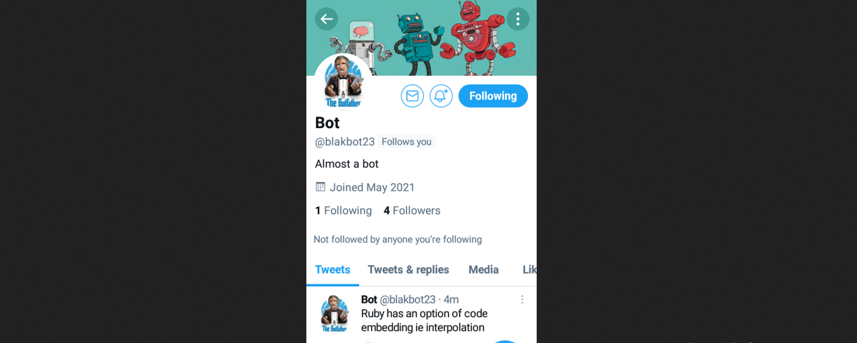 The Botfather
Following
Bot
@blakbot23 Follows you
Almost a bot
Joined May 2021
1 Following 4 Followers
Not followed by anyone you're following
Tweets Tweets & replies Media Lik
Bot @blakbot23 · 4m
Ruby has an option of code
embedding ie interpolation
The Botfather